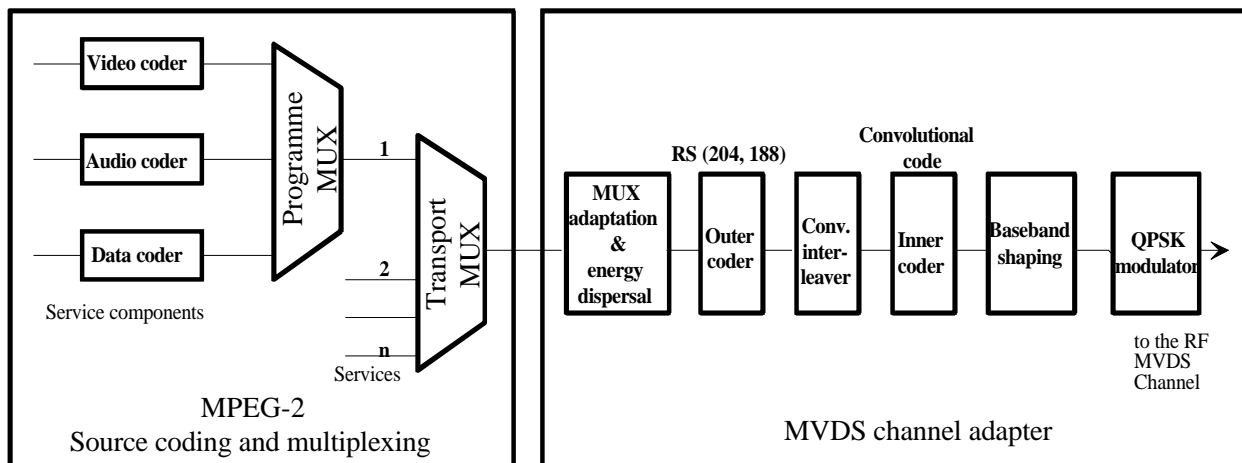 Video coder
Audio coder
Data coder
Service components
Programme
MUX
1
2
n
Services
Transport
MUX
MPEG-2
Source coding and multiplexing
MUX
adaptation
&
energy
dispersal
RS (204, 188)
Outer
coder
Conv.
inter-
leaver
Convolutional
code
Inner
coder
Baseband
shaping
QPSK
modulator
to the RF
MVDS
Channel
MVDS channel adapter